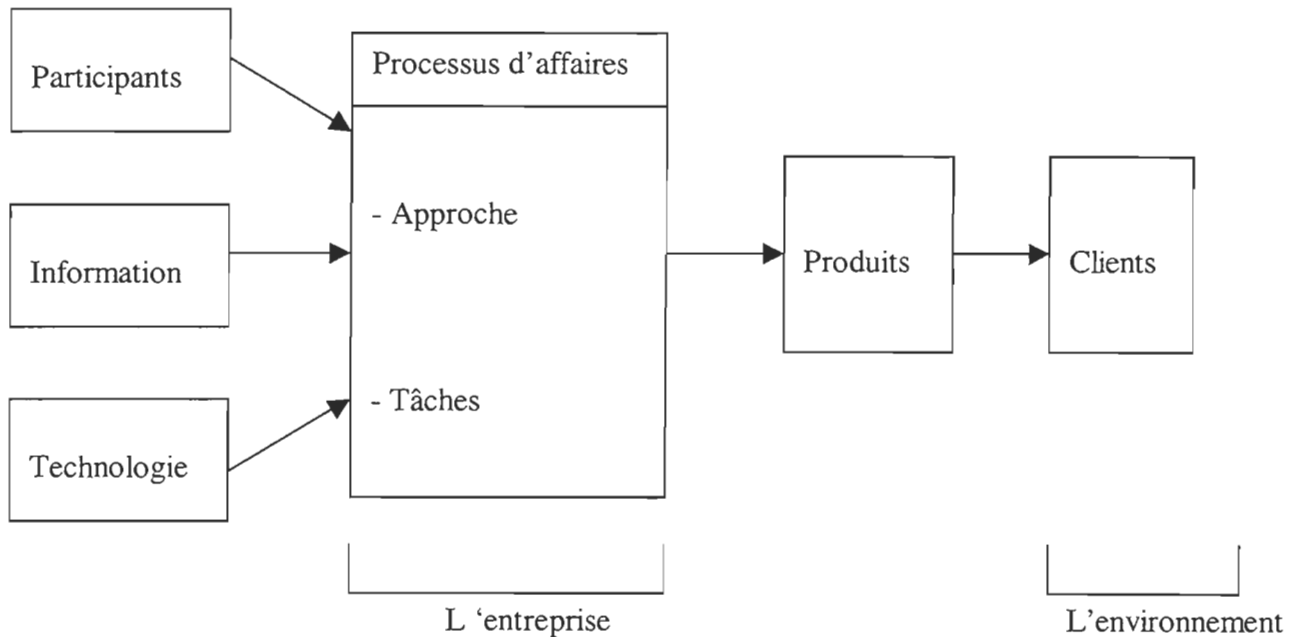 Participants
Information
Technologie
Processus d'affaires
- Approche
- Tâches
Produits
Clients
L 'entreprise
L'environnement